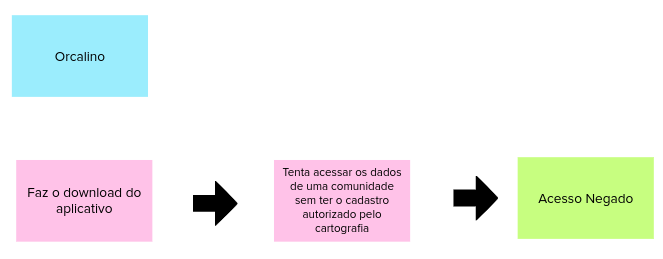 Orcalino
Faz o download do
aplicativo
Tenta acessar os dados
de uma comunidade
sem ter o cadastro
autorizado pelo
cartografia
Acesso Negado